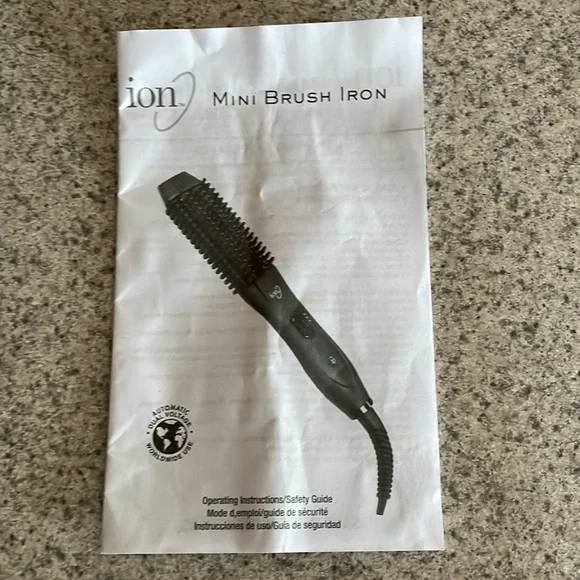 ion
MINI BRUSH IRON
ion
AUTOMATIC
DUAL VOLTAGE
WORLDWIDE USE
Operating Instructions/Safety Guide
Mode d,emploi/guide de sécurité
Instrucciones de uso/Guía de seguridad